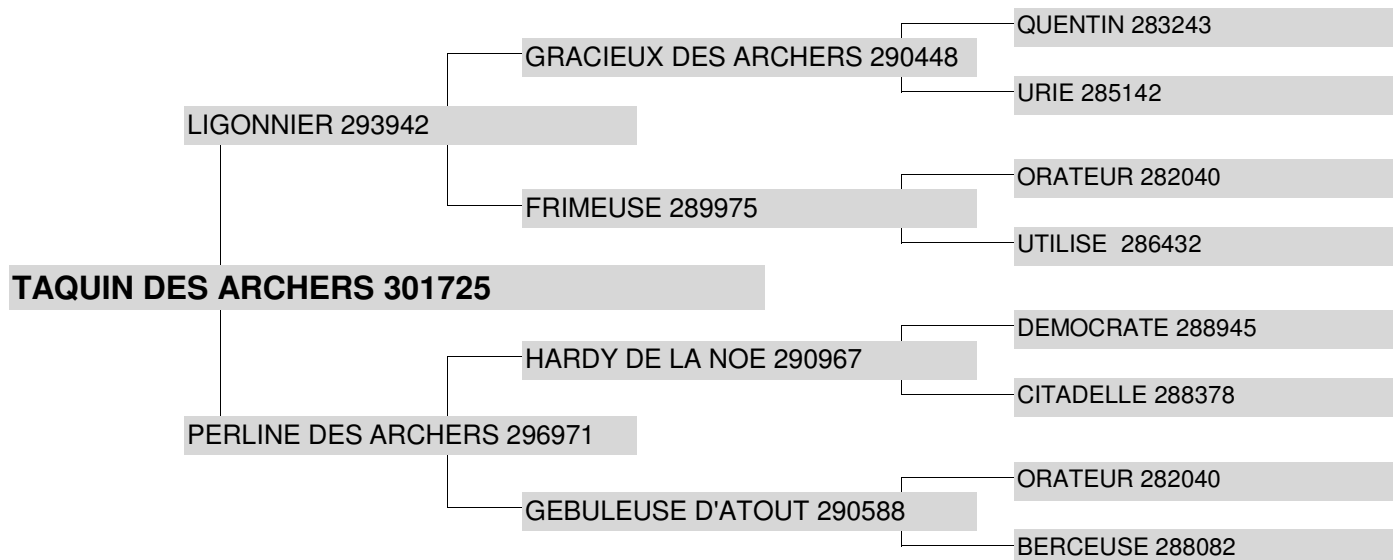 QUENTIN 283243
GRACIEUX DES ARCHERS 290448
URIE 285142
LIGONNIER 293942
ORATEUR 282040
FRIMEUSE 289975
UTILISE 286432
TAQUIN DES ARCHERS 301725
DEMOCRATE 288945
HARDY DE LA NOE 290967
CITADELLE 288378
PERLINE DES ARCHERS 296971
ORATEUR 282040
GEBULEUSE D'ATOUT 290588
BERCEUSE 288082